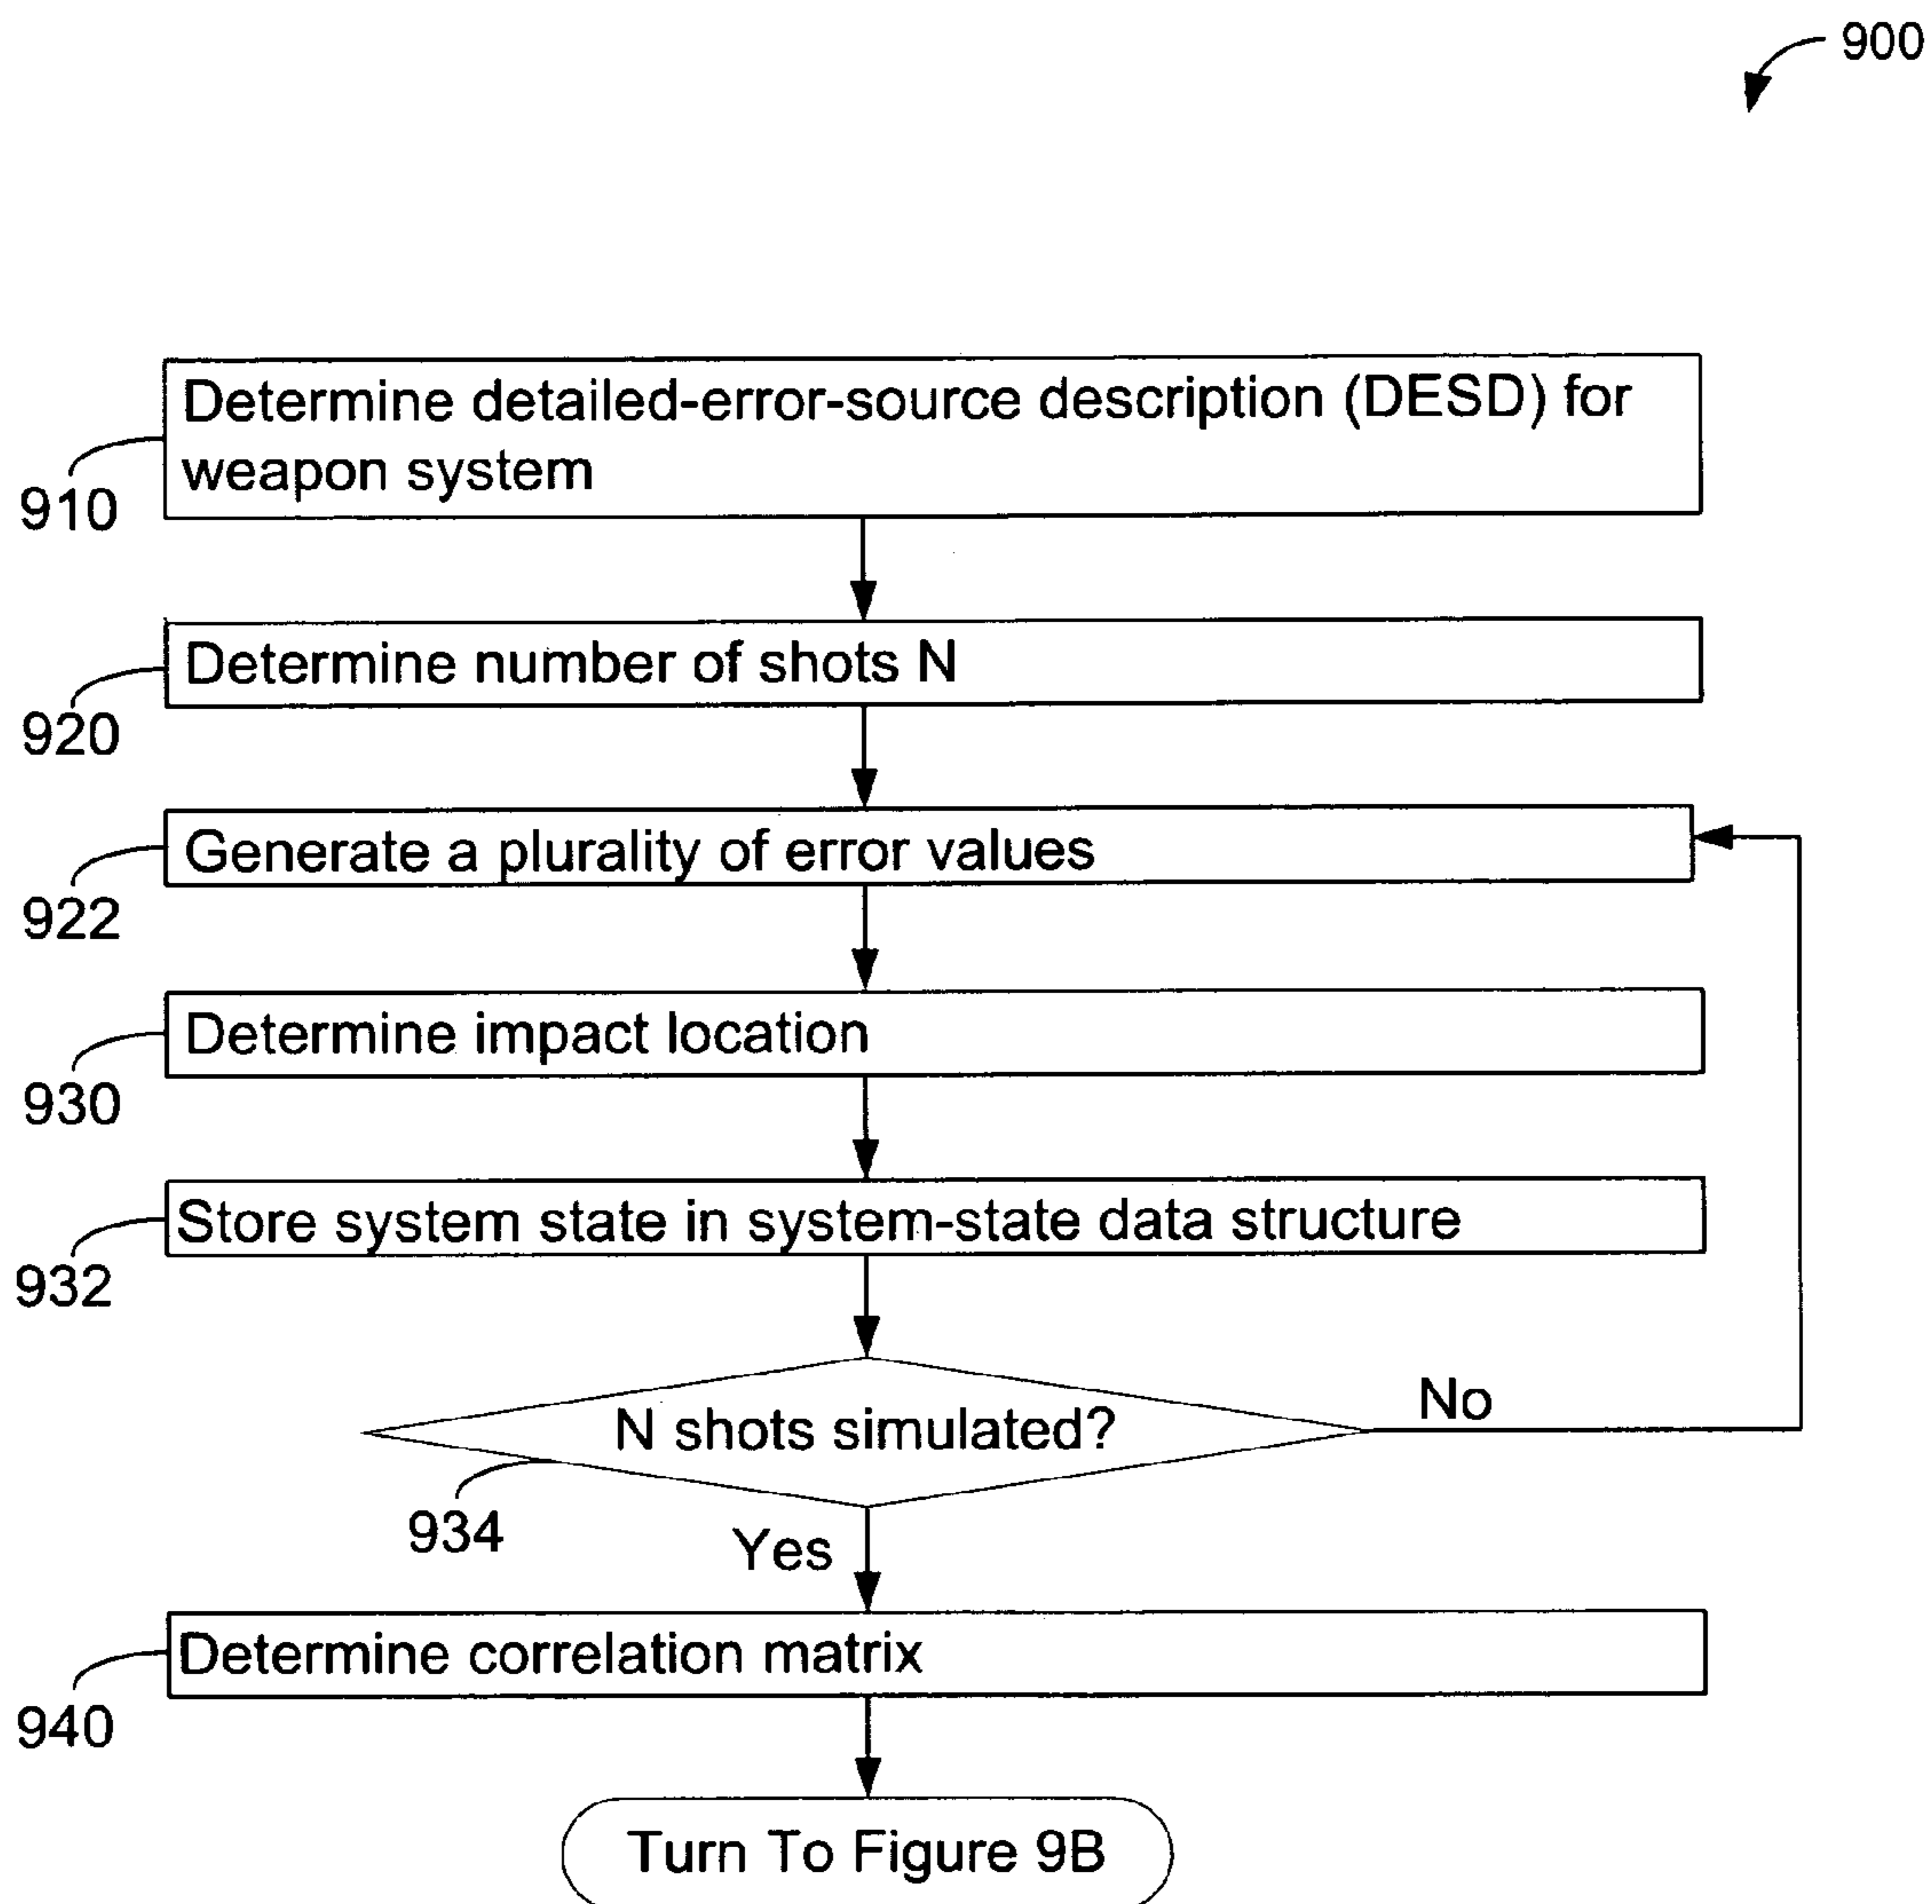 900
Determine detailed-error-source description (DESD) for
weapon system
910
Determine number of shots N
920
Generate a plurality of error values
922
Determine impact location
930
Store system state in system-state data structure
932
N shots simulated?
No
934
Yes
Determine correlation matrix
940
Turn To Figure 9B